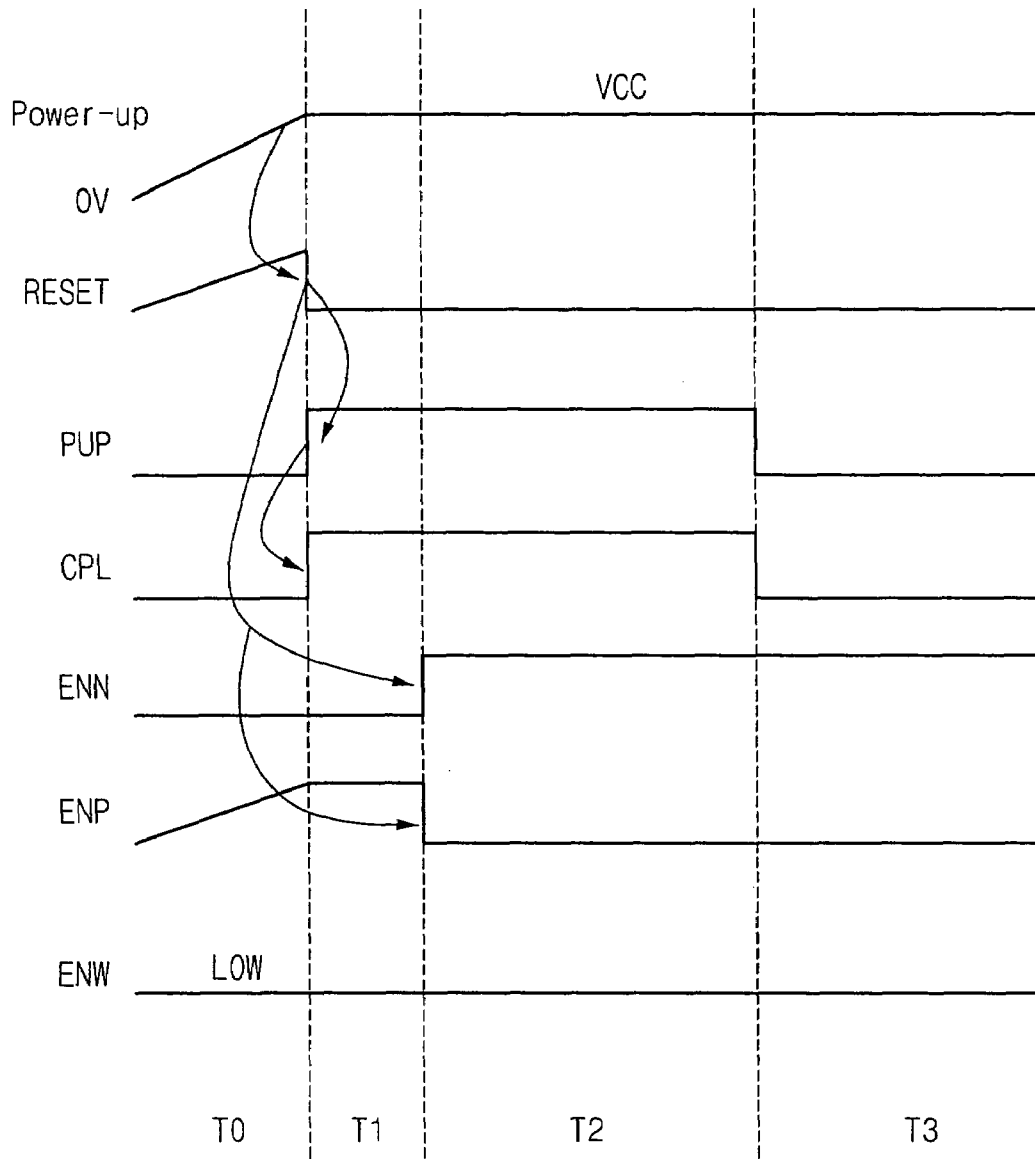 VCC
Power-up
0V
RESET
PUP
CPL
ENN
ENP
LOW
ENW
T0 T1 T2 T3